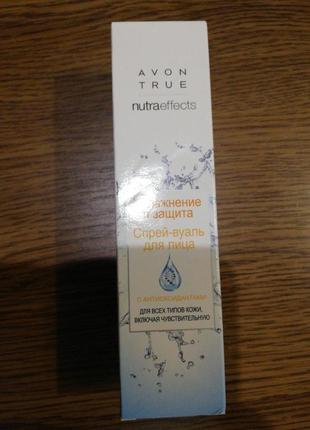 AVON
TRUE
nutraeffects
и защита
Спрей-вуаль
для лица
С АНТИОКСИДАНТАМИ
ДЛЯ ВСЕХ ТИПОВ КОЖИ,
ВКЛЮЧАЯ ЧУВСТВИТЕЛЬНУЮ